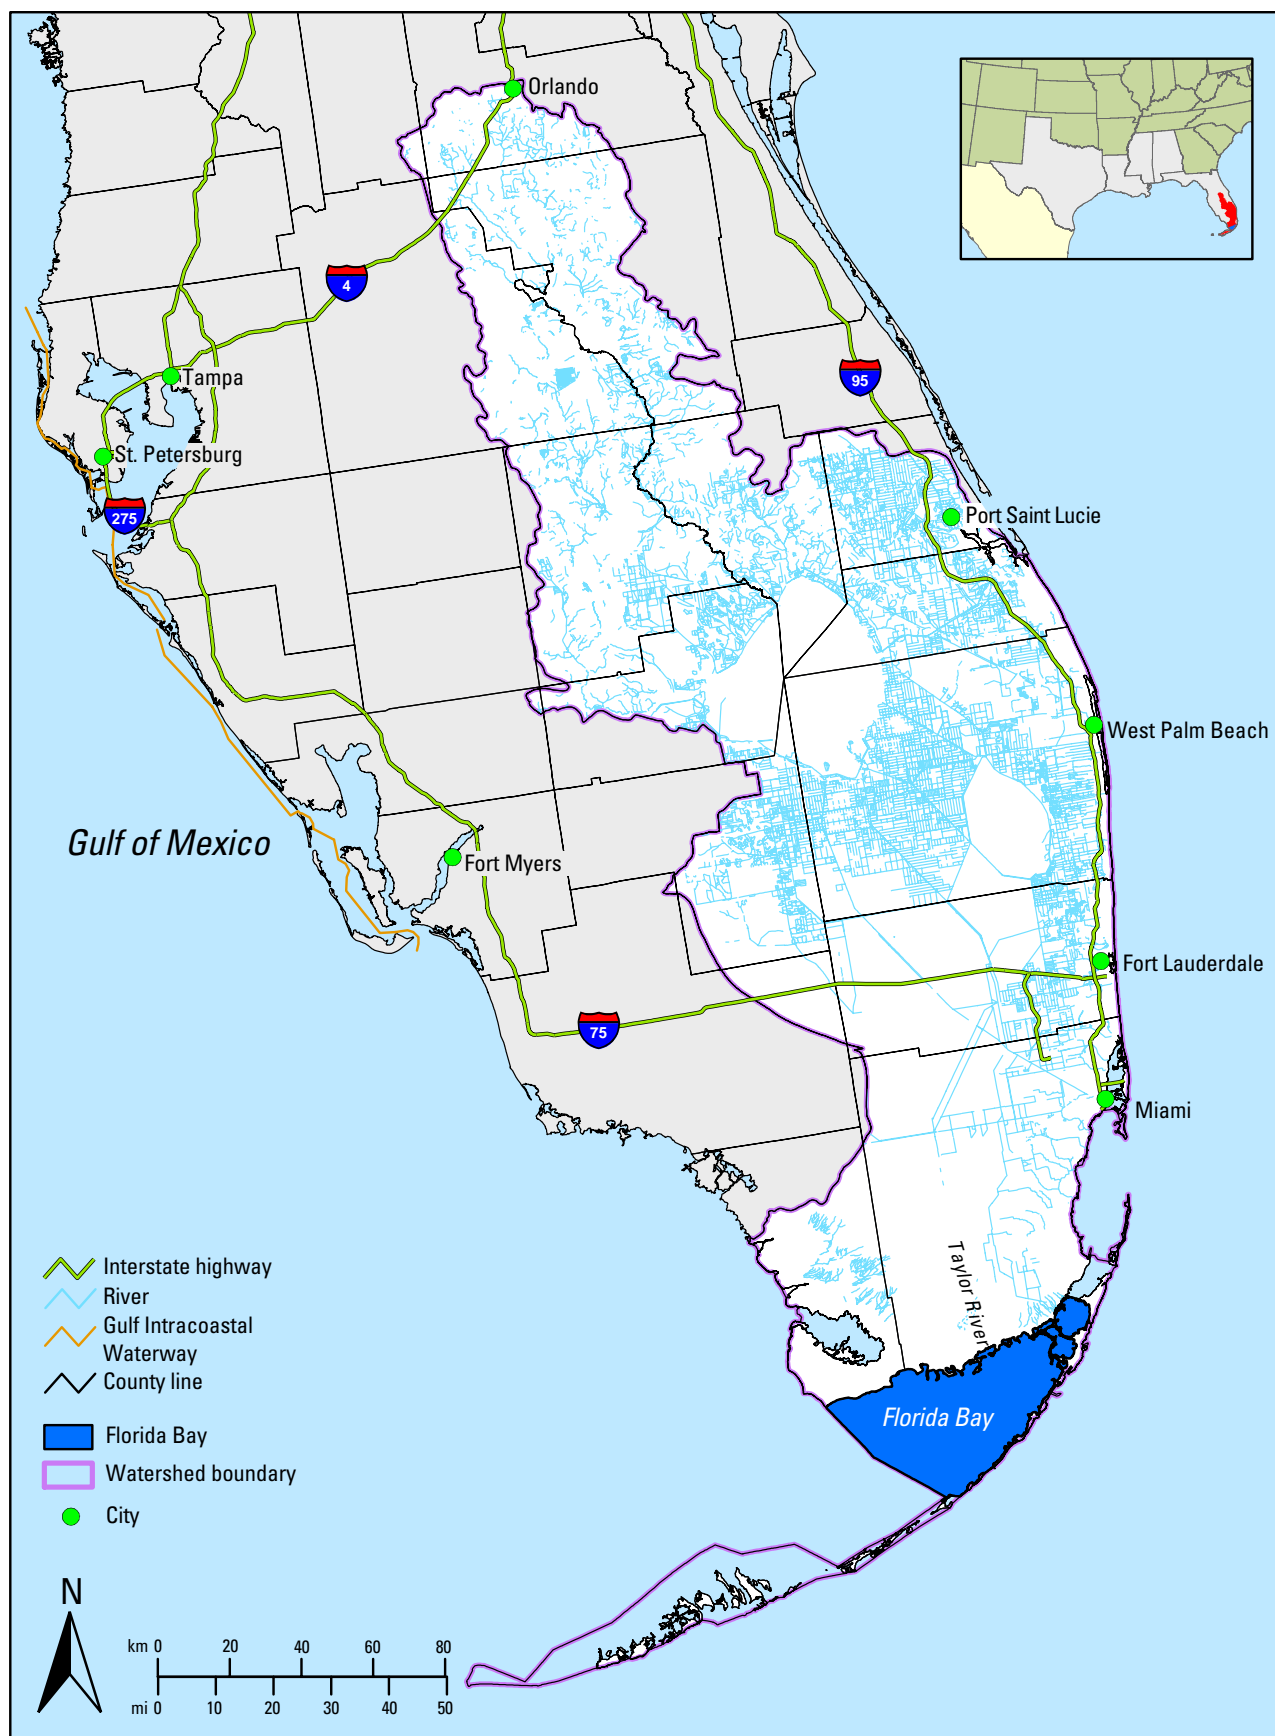 Orlando
4
Tampa
95
St. Petersburg
275
Port Saint Lucie
West Palm Beach
Gulf of Mexico
Fort Myers
Fort Lauderdale
75
Miami
Taylor River
Interstate highway
River
Gulf Intracoastal
Waterway
County line
Florida Bay
Florida Bay
Watershed boundary
City
N
km 0 20 40 60 80
mi 0 10 20 30 40 50